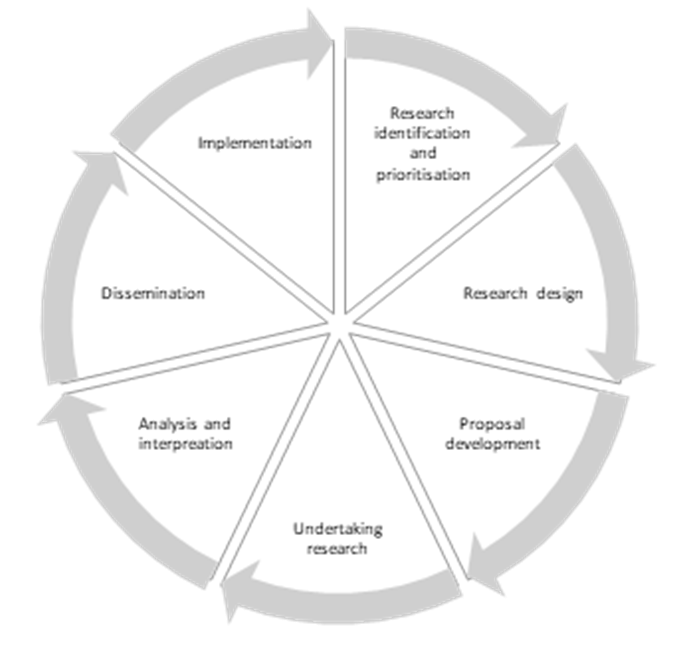 Research
identification
and
prioritisation
Research design
Proposal
development
Undertaking
research
Analysis and
interpreation
Dissemination
Implementation